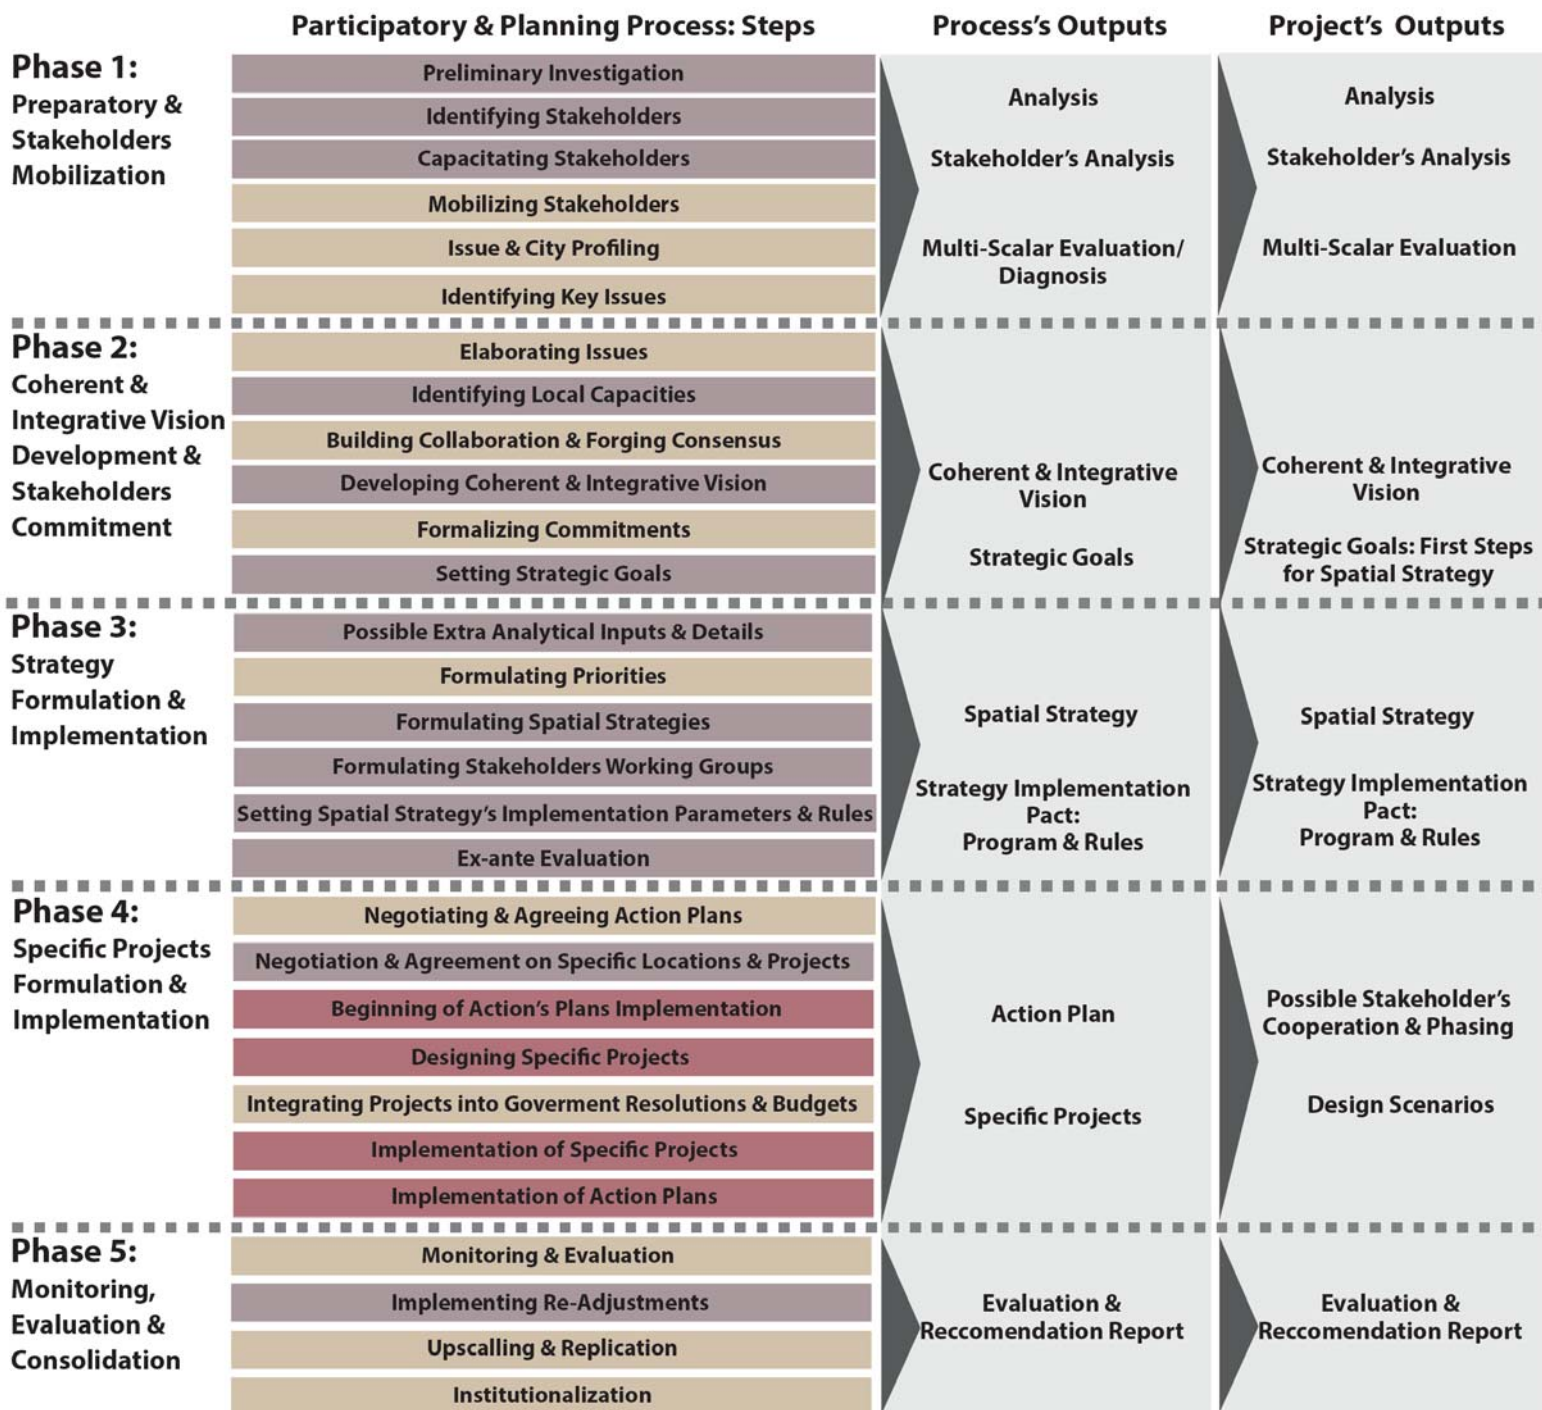 Participatory & Planning Process: Steps
Process's Outputs
Project's Outputs
Phase 1:
Preparatory &
Stakeholders
Mobilization
Preliminary Investigation
Identifying Stakeholders
Capacitating Stakeholders
Mobilizing Stakeholders
Issue & City Profiling
Identifying Key Issues
Analysis
Stakeholder's Analysis
Multi-Scalar Evaluation/
Diagnosis
Analysis
Stakeholder's Analysis
Multi-Scalar Evaluation
Phase 2:
Coherent &
Integrative Vision
Development &
Stakeholders
Commitment
Elaborating Issues
Identifying Local Capacities
Building Collaboration & Forging Consensus
Developing Coherent & Integrative Vision
Formalizing Commitments
Setting Strategic Goals
Coherent & Integrative
Vision
Strategic Goals
Coherent & Integrative
Vision
Strategic Goals: First Steps
for Spatial Strategy
Phase 3:
Strategy
Formulation &
Implementation
Possible Extra Analytical Inputs & Details
Formulating Priorities
Formulating Spatial Strategies
Formulating Stakeholders Working Groups
Setting Spatial Strategy's Implementation Parameters & Rules
Ex-ante Evaluation
Spatial Strategy
Strategy Implementation
Pact:
Program & Rules
Spatial Strategy
Strategy Implementation
Pact:
Program & Rules
Phase 4:
Specific Projects
Formulation &
Implementation
Negotiating & Agreeing Action Plans
Negotiation & Agreement on Specific Locations & Projects
Beginning of Action's Plans Implementation
Designing Specific Projects
Integrating Projects into Goverment Resolutions & Budgets
Implementation of Specific Projects
Implementation of Action Plans
Action Plan
Specific Projects
Possible Stakeholder's
Cooperation & Phasing
Design Scenarios
Phase 5:
Monitoring,
Evaluation &
Consolidation
Monitoring & Evaluation
Implementing Re-Adjustments
Upscalling & Replication
Institutionalization
Evaluation &
Reccomendation Report
Evaluation &
Reccomendation Report